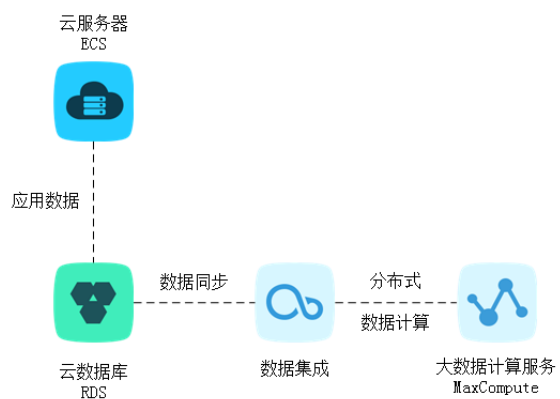 云服务器
ECS
应用数据
数据同步
分布式
数据计算
云数据库
RDS
数据集成
大数据计算服务
MaxCompute